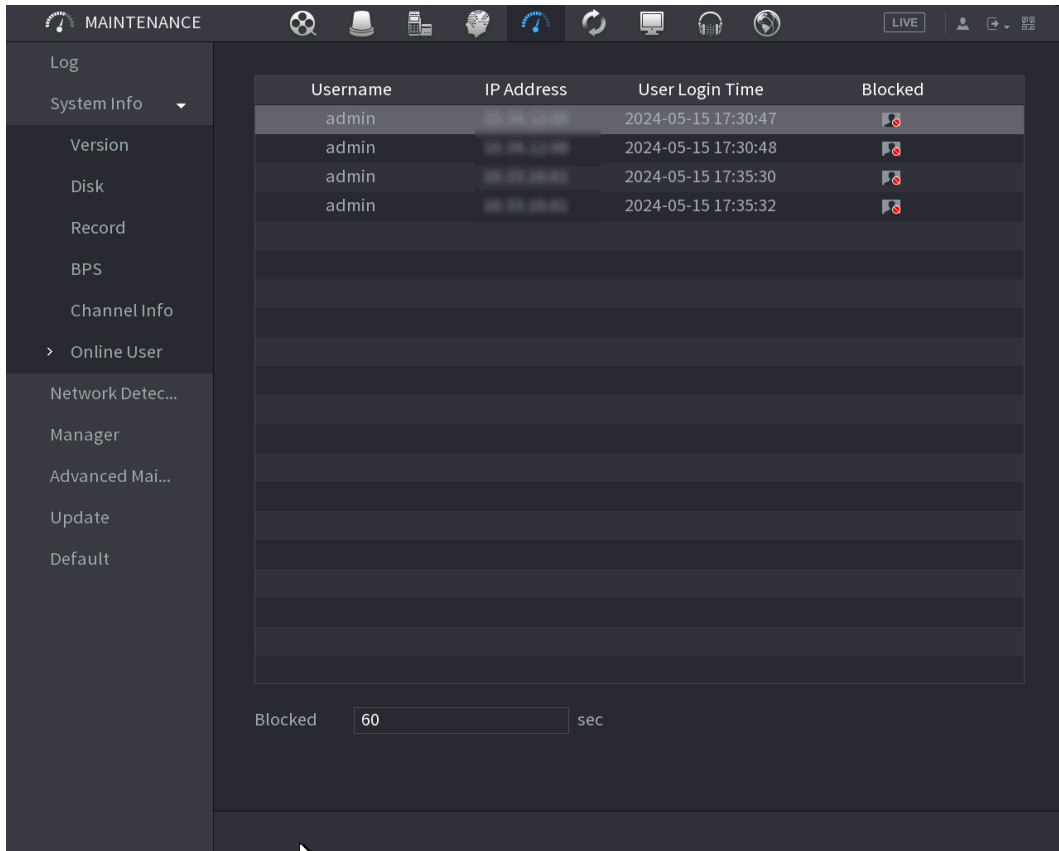 MAINTENANCE
LIVE
Log
System Info
Version
Disk
Record
BPS
Channel Info
Online User
Network Detec...
Manager
Advanced Mai...
Update
Default
Username IP Address User Login Time Blocked
admin 2024-05-15 17:30:47
admin 2024-05-15 17:30:48
admin 2024-05-15 17:35:30
admin 2024-05-15 17:35:32
Blocked 60 sec